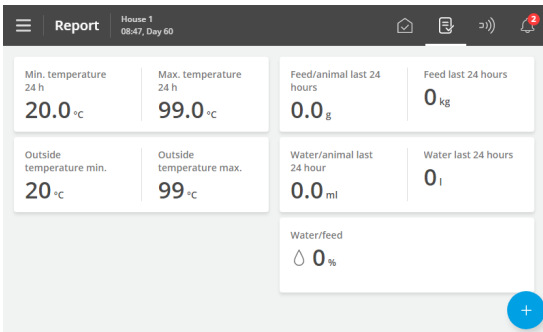 Report
House 1
08:47, Day 60
2
Min. temperature
24 h
20.0 °C
Max. temperature
24 h
99.0 °C
Feed/animal last 24
hours
0.0 g
Feed last 24 hours
0 kg
Outside
temperature min.
20 °C
Outside
temperature max.
99 °C
Water/animal last
24 hour
0.0 ml
Water last 24 hours
0 l
Water/feed
0 %
+